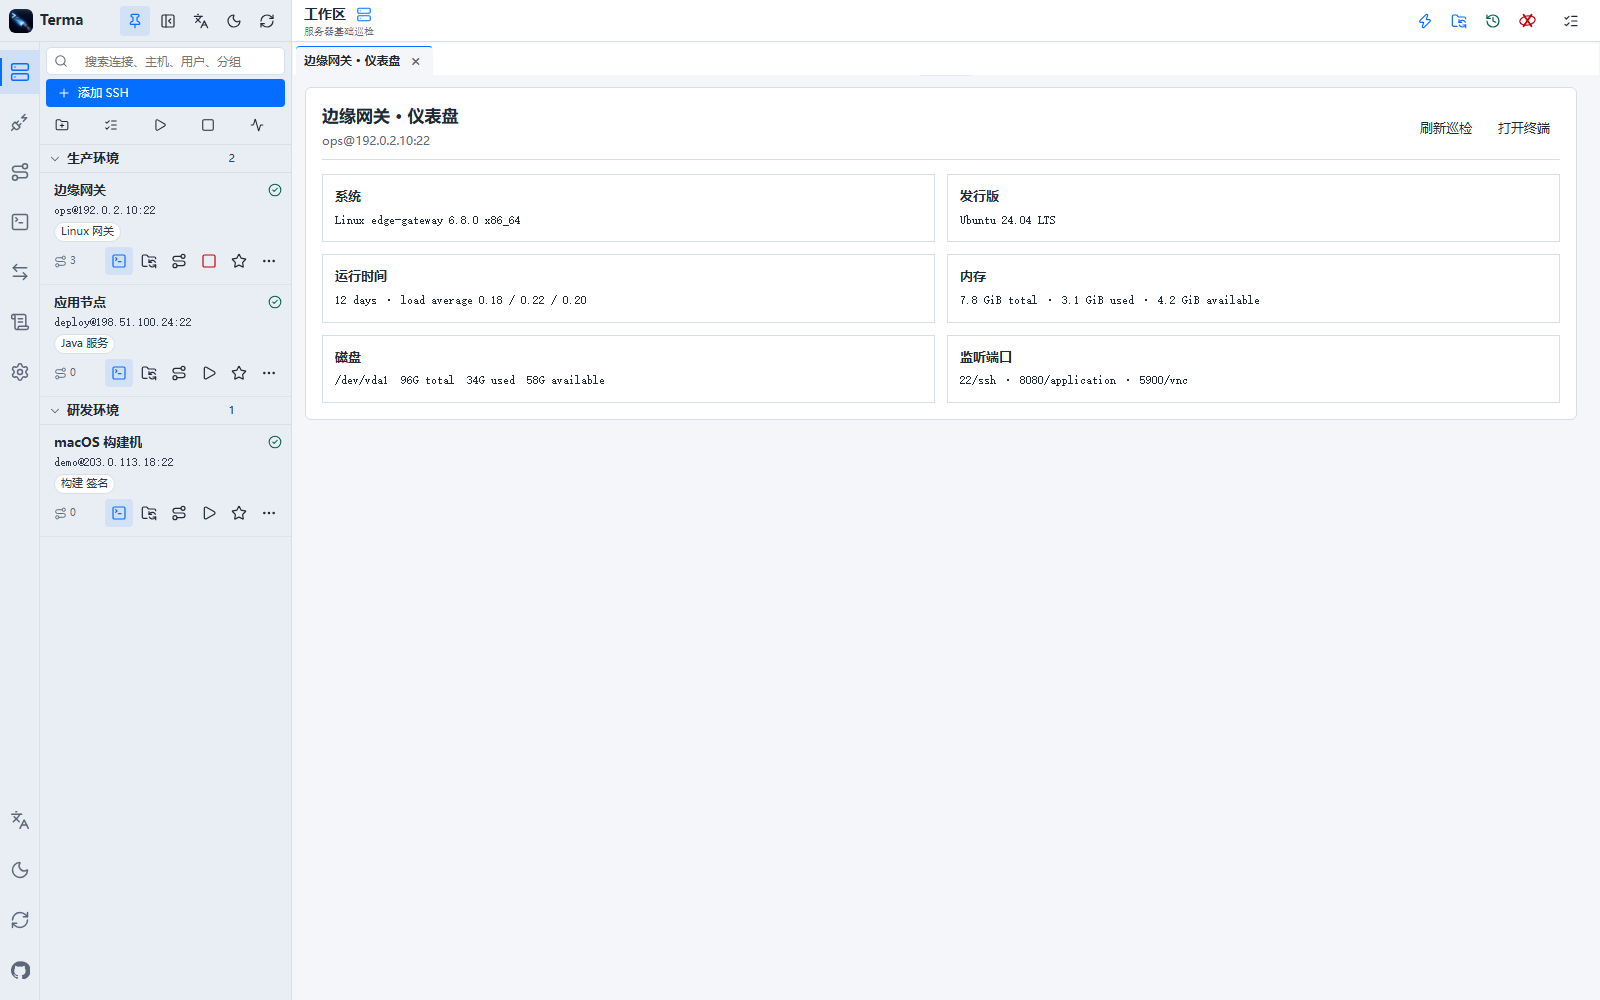 Terma
搜索连接、主机、用户、分组
添加 SSH
生产环境 2
边缘网关
ops@192.0.2.10:22
Linux 网关
3
应用节点
deploy@198.51.100.24:22
Java 服务
0
研发环境 1
macOS 构建机
demo@203.0.113.18:22
构建 签名
0
工作区
服务器基础巡检
边缘网关 • 仪表盘
边缘网关 • 仪表盘
ops@192.0.2.10:22
刷新巡检 打开终端
系统
Linux edge-gateway 6.8.0 x86_64
发行版
Ubuntu 24.04 LTS
运行时间
12 days · load average 0.18 / 0.22 / 0.20
内存
7.8 GiB total · 3.1 GiB used · 4.2 GiB available
磁盘
/dev/vda1 96G total 34G used 58G available
监听端口
22/ssh · 8080/application · 5900/vnc